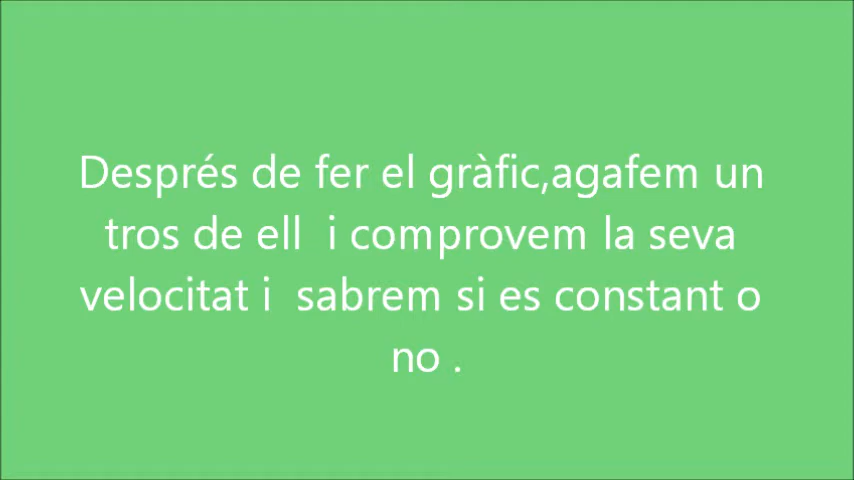 Després de fer el gràfic,agafem un
tros de ell  i comprovem la seva
velocitat i  sabrem si es constant o
no .